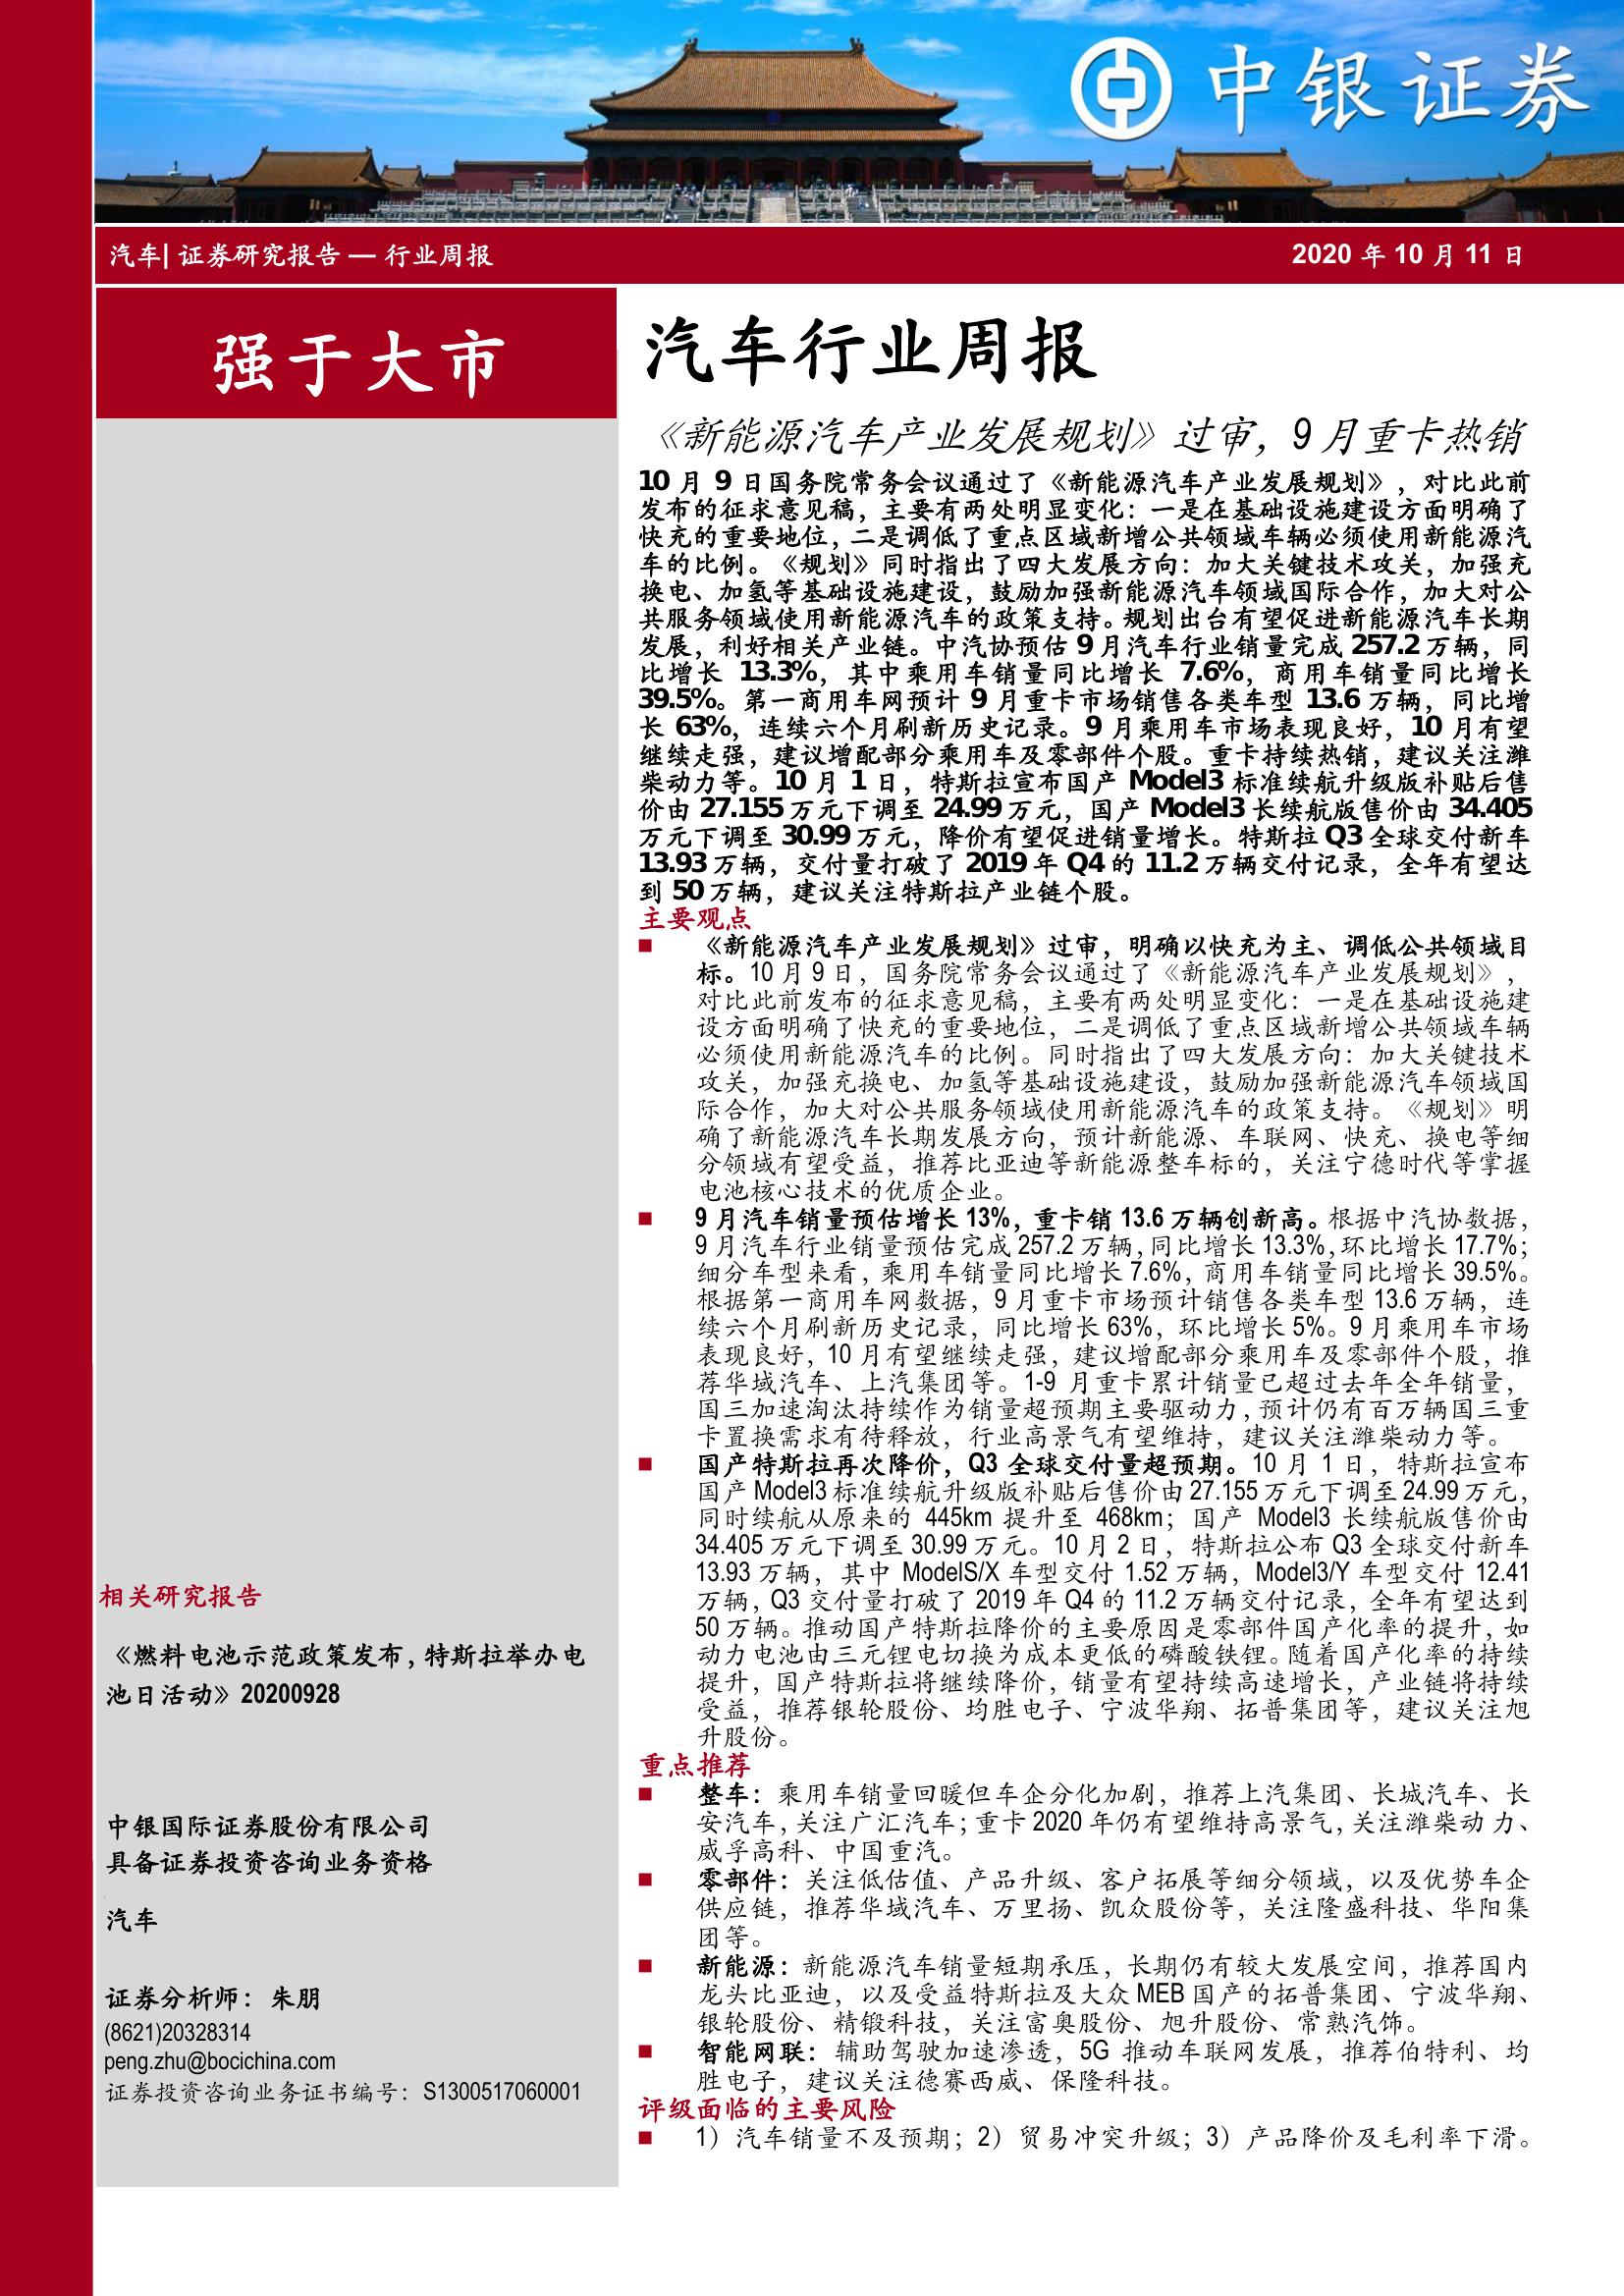 中银证券
汽车| 证券研究报告 — 行业周报
2020 年 10 月 11 日
强于大市
相关研究报告
《燃料电池示范政策发布,特斯拉举办电
池日活动》20200928
中银国际证券股份有限公司
具备证券投资咨询业务资格
汽车
证券分析师：朱朋
(8621)20328314
peng.zhu@bocichina.com
证券投资咨询业务证书编号：S1300517060001
汽车行业周报
《新能源汽车产业发展规划》过审，9 月重卡热销
10 月 9 日国务院常务会议通过了《新能源汽车产业发展规划》，对比此前
发布的征求意见稿，主要有两处明显变化：一是在基础设施建设方面明确了
快充的重要地位，二是调低了重点区域新增公共领域车辆必须使用新能源汽
车的比例。《规划》同时指出了四大发展方向：加大关键技术攻关，加强充
换电、加氢等基础设施建设，鼓励加强新能源汽车领域国际合作，加大对公
共服务领域使用新能源汽车的政策支持。规划出台有望促进新能源汽车长期
发展，利好相关产业链。中汽协预估 9 月汽车行业销量完成 257.2 万辆，同
比增长 13.3%，其中乘用车销量同比增长 7.6%，商用车销量同比增长
39.5%。第一商用车网预计 9 月重卡市场销售各类车型 13.6 万辆，同比增
长 63%，连续六个月刷新历史记录。9 月乘用车市场表现良好，10 月有望
继续走强，建议增配部分乘用车及零部件个股。重卡持续热销，建议关注潍
柴动力等。10 月 1 日，特斯拉宣布国产 Model3 标准续航升级版补贴后售
价由 27.155 万元下调至 24.99 万元，国产 Model3 长续航版售价由 34.405
万元下调至 30.99 万元，降价有望促进销量增长。特斯拉 Q3 全球交付新车
13.93 万辆，交付量打破了 2019 年 Q4 的 11.2 万辆交付记录，全年有望达
到 50 万辆，建议关注特斯拉产业链个股。
主要观点
■ 《新能源汽车产业发展规划》过审，明确以快充为主、调低公共领域目
标。10 月 9 日，国务院常务会议通过了《新能源汽车产业发展规划》，
对比此前发布的征求意见稿，主要有两处明显变化：一是在基础设施建
设方面明确了快充的重要地位，二是调低了重点区域新增公共领域车辆
必须使用新能源汽车的比例。同时指出了四大发展方向：加大关键技术
攻关，加强充换电、加氢等基础设施建设，鼓励加强新能源汽车领域国
际合作，加大对公共服务领域使用新能源汽车的政策支持。《规划》明
确了新能源汽车长期发展方向，预计新能源、车联网、快充、换电等细
分领域有望受益，推荐比亚迪等新能源整车标的，关注宁德时代等掌握
电池核心技术的优质企业。
■ 9 月汽车销量预估增长 13%，重卡销 13.6 万辆创新高。根据中汽协数据，
9 月汽车行业销量预估完成 257.2 万辆，同比增长 13.3%，环比增长 17.7%；
细分车型来看，乘用车销量同比增长 7.6%，商用车销量同比增长 39.5%。
根据第一商用车网数据，9 月重卡市场预计销售各类车型 13.6 万辆，连
续六个月刷新历史记录，同比增长 63%，环比增长 5%。9 月乘用车市场
表现良好，10 月有望继续走强，建议增配部分乘用车及零部件个股，推
荐华域汽车、上汽集团等。1-9 月重卡累计销量已超过去年全年销量，
国三加速淘汰持续作为销量超预期主要驱动力，预计仍有百万辆国三重
卡置换需求有待释放，行业高景气有望维持，建议关注潍柴动力等。
■ 国产特斯拉再次降价，Q3 全球交付量超预期。10 月 1 日，特斯拉宣布
国产 Model3 标准续航升级版补贴后售价由 27.155 万元下调至 24.99 万元，
同时续航从原来的 445km 提升至 468km；国产 Model3 长续航版售价由
34.405 万元下调至 30.99 万元。10 月 2 日，特斯拉公布 Q3 全球交付新车
13.93 万辆，其中 ModelS/X 车型交付 1.52 万辆，Model3/Y 车型交付 12.41
万辆，Q3 交付量打破了 2019 年 Q4 的 11.2 万辆交付记录，全年有望达到
50 万辆。推动国产特斯拉降价的主要原因是零部件国产化率的提升，如
动力电池由三元锂电切换为成本更低的磷酸铁锂。随着国产化率的持续
提升，国产特斯拉将继续降价，销量有望持续高速增长，产业链将持续
受益，推荐银轮股份、均胜电子、宁波华翔、拓普集团等，建议关注旭
升股份。
重点推荐
■ 整车：乘用车销量回暖但车企分化加剧，推荐上汽集团、长城汽车、长
安汽车，关注广汇汽车；重卡 2020 年仍有望维持高景气，关注潍柴动力、
威孚高科、中国重汽。
■ 零部件：关注低估值、产品升级、客户拓展等细分领域，以及优势车企
供应链，推荐华域汽车、万里扬、凯众股份等，关注隆盛科技、华阳集
团等。
■ 新能源：新能源汽车销量短期承压，长期仍有较大发展空间，推荐国内
龙头比亚迪，以及受益特斯拉及大众 MEB 国产的拓普集团、宁波华翔、
银轮股份、精锻科技，关注富奥股份、旭升股份、常熟汽饰。
■ 智能网联：辅助驾驶加速渗透，5G 推动车联网发展，推荐伯特利、均
胜电子，建议关注德赛西威、保隆科技。
评级面临的主要风险
■ 1）汽车销量不及预期；2）贸易冲突升级；3）产品降价及毛利率下滑。